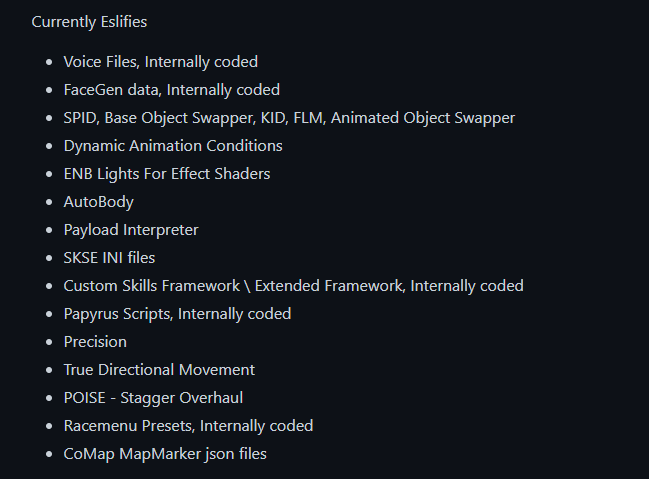 Currently Eslifies
• Voice Files, Internally coded
• FaceGen data, Internally coded
• SPID, Base Object Swapper, KID, FLM, Animated Object Swapper
• Dynamic Animation Conditions
• ENB Lights For Effect Shaders
• AutoBody
• Payload Interpreter
• SKSE INI files
• Custom Skills Framework \ Extended Framework, Internally coded
• Papyrus Scripts, Internally coded
• Precision
• True Directional Movement
• POISE - Stagger Overhaul
• Racemenu Presets, Internally coded
• CoMap MapMarker json files